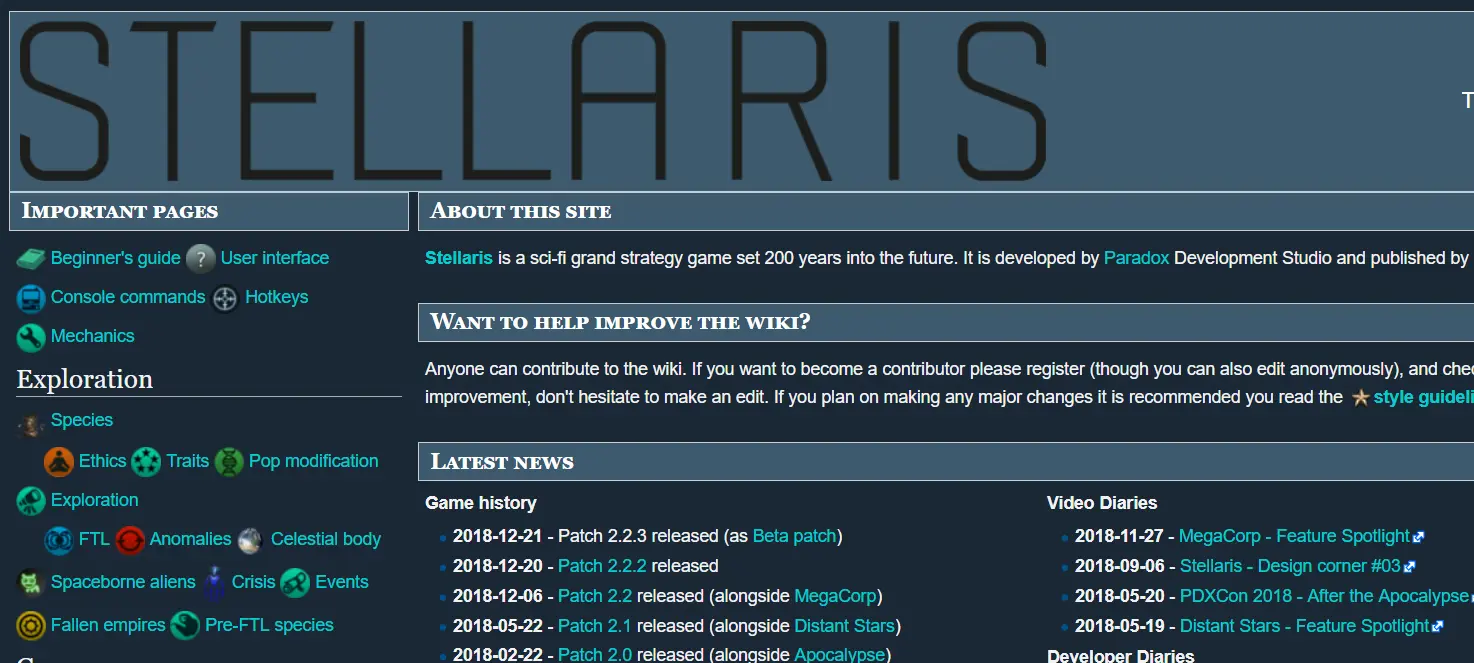 STELLARIS
T
IMPORTANT PAGES
Beginner's guide ? User interface
Console commands Hotkeys
Mechanics
Exploration
Species
Ethics Traits Pop modification
Exploration
FTL Anomalies Celestial body
Spaceborne aliens Crisis Events
Fallen empires Pre-FTL species
ABOUT THIS SITE
Stellaris is a sci-fi grand strategy game set 200 years into the future. It is developed by Paradox Development Studio and published by
WANT TO HELP IMPROVE THE WIKI?
Anyone can contribute to the wiki. If you want to become a contributor please register (though you can also edit anonymously), and chec
improvement, don't hesitate to make an edit. If you plan on making any major changes it is recommended you read the style guideli
LATEST NEWS
Game history
2018-12-21 - Patch 2.2.3 released (as Beta patch)
2018-12-20 - Patch 2.2.2 released
2018-12-06 - Patch 2.2 released (alongside MegaCorp)
2018-05-22 - Patch 2.1 released (alongside Distant Stars)
2018-02-22 - Patch 2.0 released (alongside Apocalypse)
Video Diaries
2018-11-27 - MegaCorp - Feature Spotlight
2018-09-06 - Stellaris - Design corner #03
2018-05-20 - PDXCon 2018 - After the Apocalypse
2018-05-19 - Distant Stars - Feature Spotlight
Developer Diaries